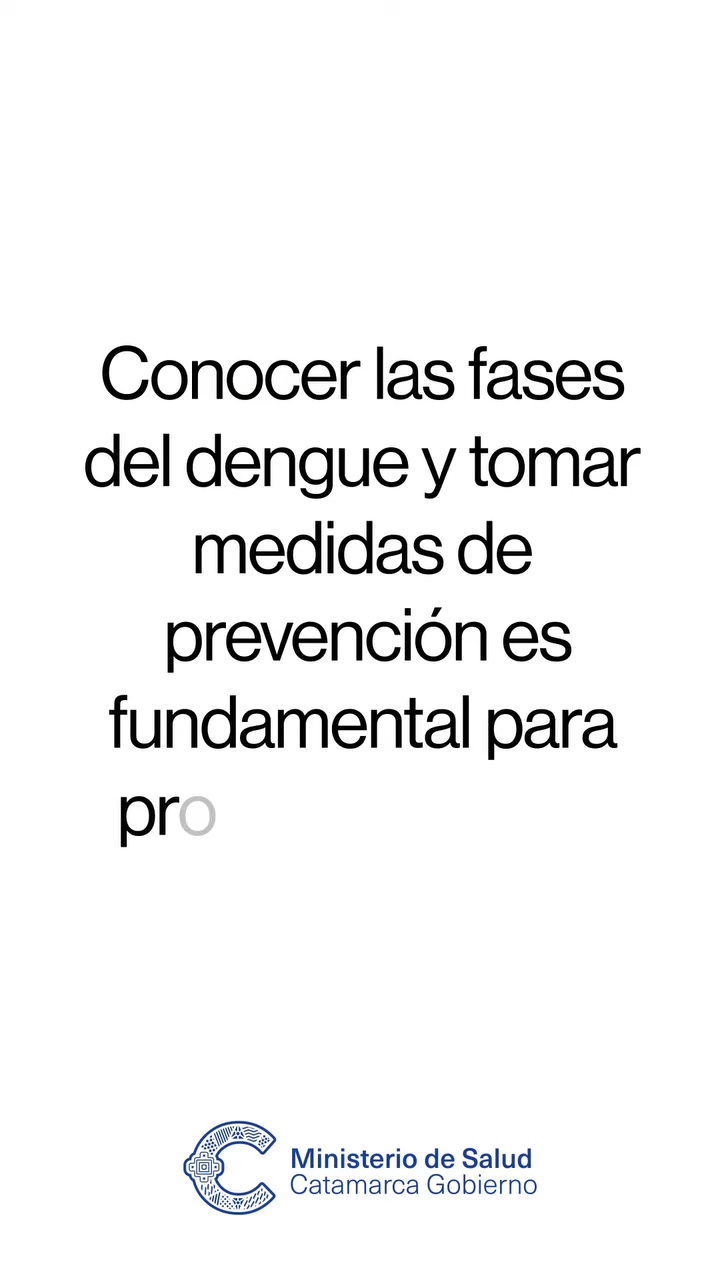 Conocer las fases
del dengue y tomar
medidas de
prevención es
fundamental para
pro
Ministerio de Salud
Catamarca Gobierno